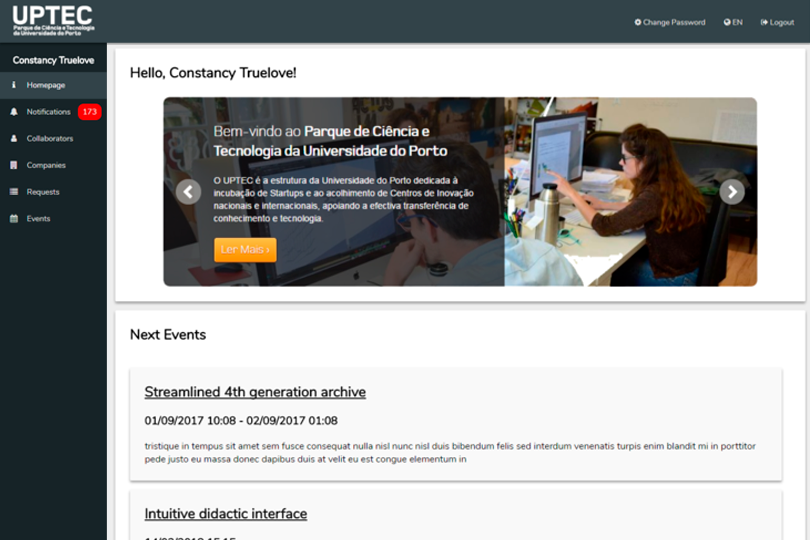 UPTEC
Parque de Ciência e Tecnologia
da Universidade do Porto
Change Password
EN
Logout
Constancy Truelove
Homepage
Notifications 173
Collaborators
Companies
Requests
Events
Hello, Constancy Truelove!
Bem-vindo ao Parque de Ciência e
Tecnologia da Universidade do Porto
O UPTEC é a estrutura da Universidade do Porto dedicada à
incubação de Startups e ao acolhimento de Centros de Inovação
nacionais e internacionais, apoiando a efectiva transferência de
conhecimento e tecnologia.
Ler Mais ›
Next Events
Streamlined 4th generation archive
01/09/2017 10:08 - 02/09/2017 01:08
tristique in tempus sit amet sem fusce consequat nulla nisl nunc nisl duis bibendum felis sed interdum venenatis turpis enim blandit mi in porttitor
pede justo eu massa donec dapibus duis at velit eu est congue elementum in
Intuitive didactic interface